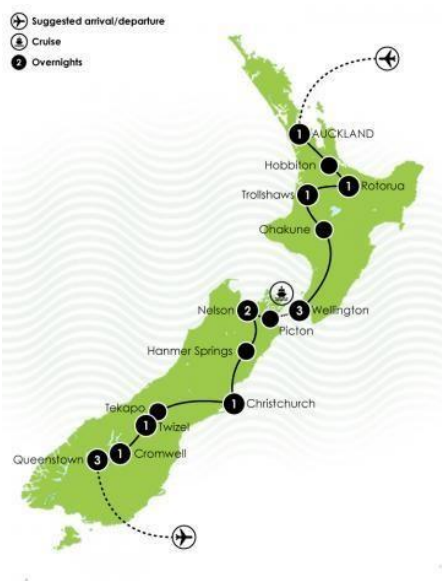 Suggested arrival/departure
Cruise
2 Overnights
1 AUCKLAND
Hobbiton
1 Rotorua
Trollshaws 1
Ohakune
Nelson 2
3 Wellington
Picton
Hanmer Springs
1 Christchurch
Tekapo
1 Twizel
1 Cromwell
Queenstown 3